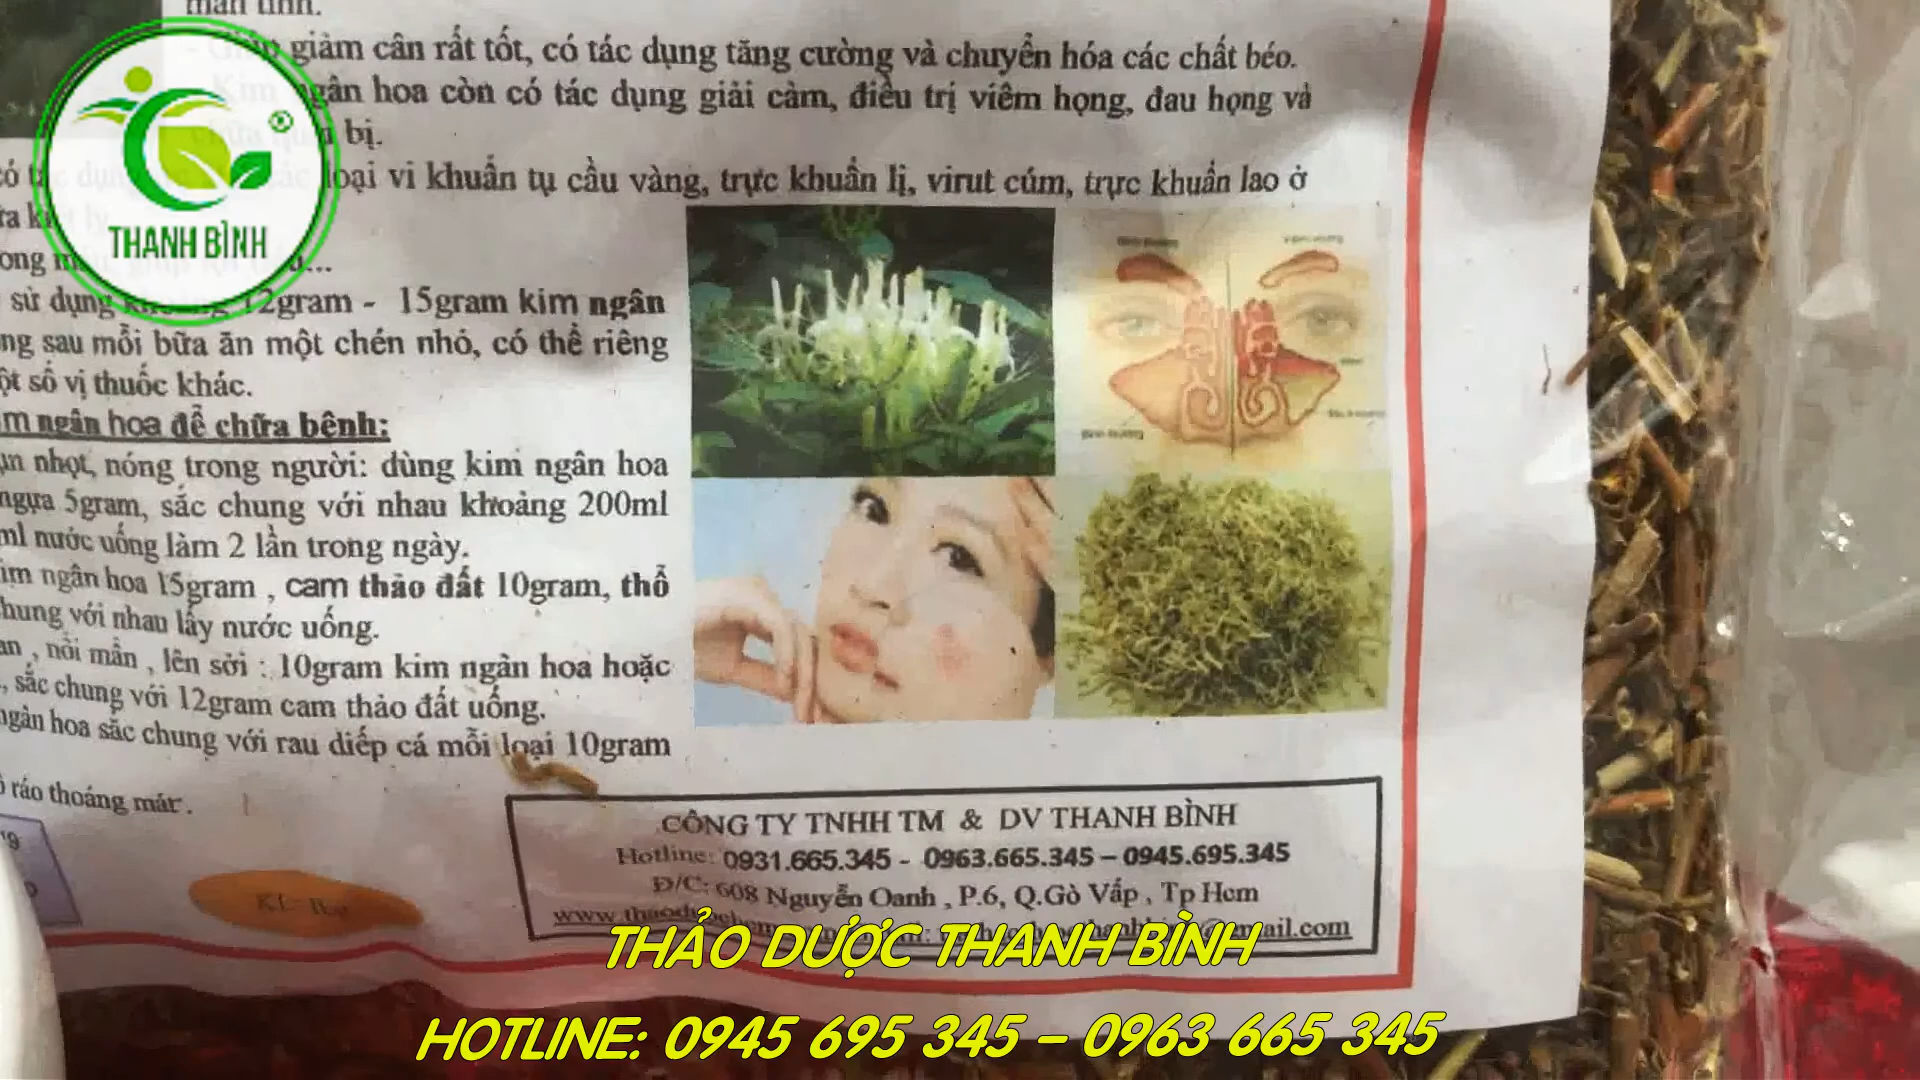 mãn tính.
- Giúp giảm cân rất tốt, có tác dụng tăng cường và chuyển hóa các chất béo.
- Kim ngân hoa còn có tác dụng giải cảm, điều trị viêm họng, đau họng và
bị.
loại vi khuẩn tụ cầu vàng, trực khuẩn lị, virut cúm, trực khuẩn lao ở
THANH BÌNH
sử dụng khoảng 12gram - 15gram kim ngân
sau mỗi bữa ăn một chén nhỏ, có thể riêng
số vị thuốc khác.
ngân hoa để chữa bệnh:
nhọt, nóng trong người: dùng kim ngân hoa
ngựa 5gram, sắc chung với nhau khoảng 200ml
ml nước uống làm 2 lần trong ngày.
ngân hoa 15gram , cam thảo đất 10gram, thổ
chung với nhau lấy nước uống.
, nổi mẩn , lên sởi : 10gram kim ngân hoa hoặc
, sắc chung với 12gram cam thảo đất uống.
ngân hoa sắc chung với rau diếp cá mỗi loại 10gram
ráo thoáng mát .
CÔNG TY TNHH TM & DV THANH BÌNH
Hotline: 0931.665.345 - 0963.665.345 – 0945.695.345
Đ/C: 608 Nguyễn Oanh , P.6, Q.Gò Vấp , Tp Hcm
THẢO DƯỢC THANH BÌNH
HOTLINE: 0945 695 345 – 0963 665 345